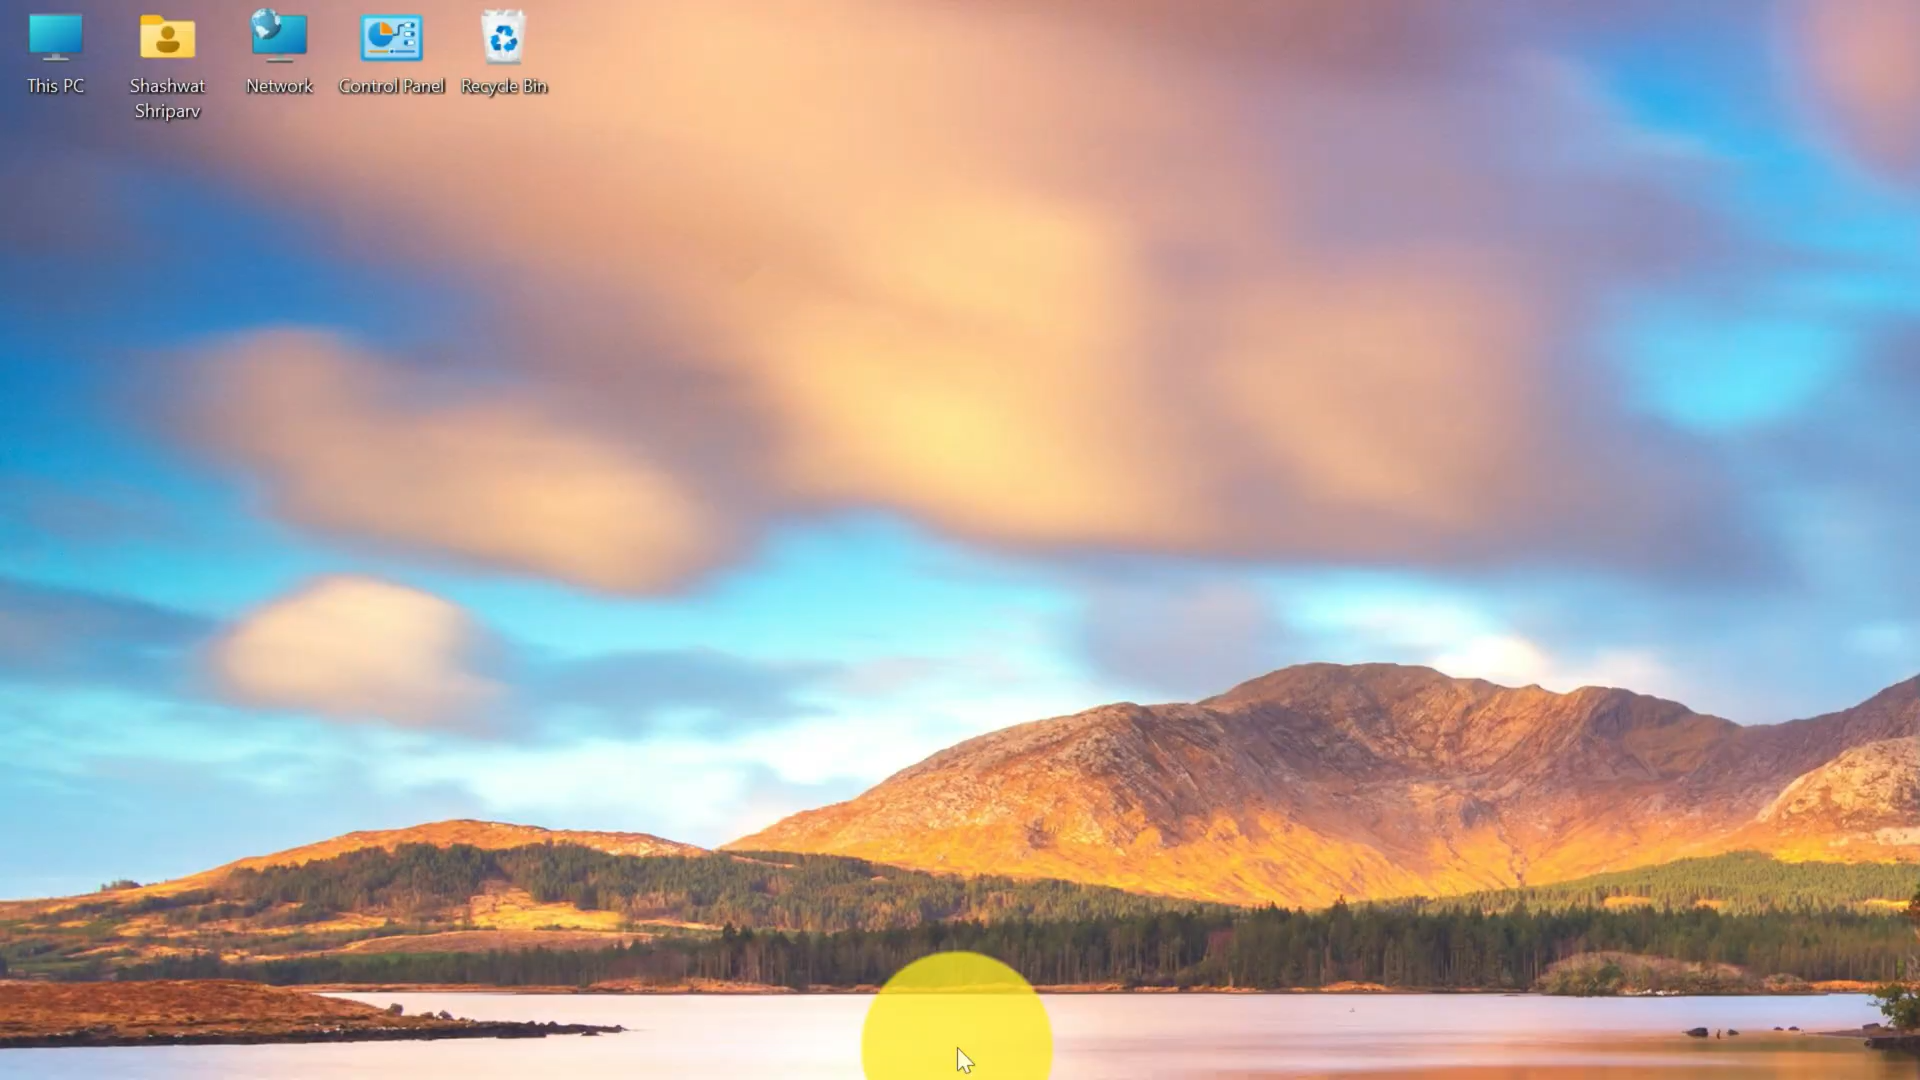 This PC
Shashwat
Shriparv
Network
Control Panel
Recycle Bin